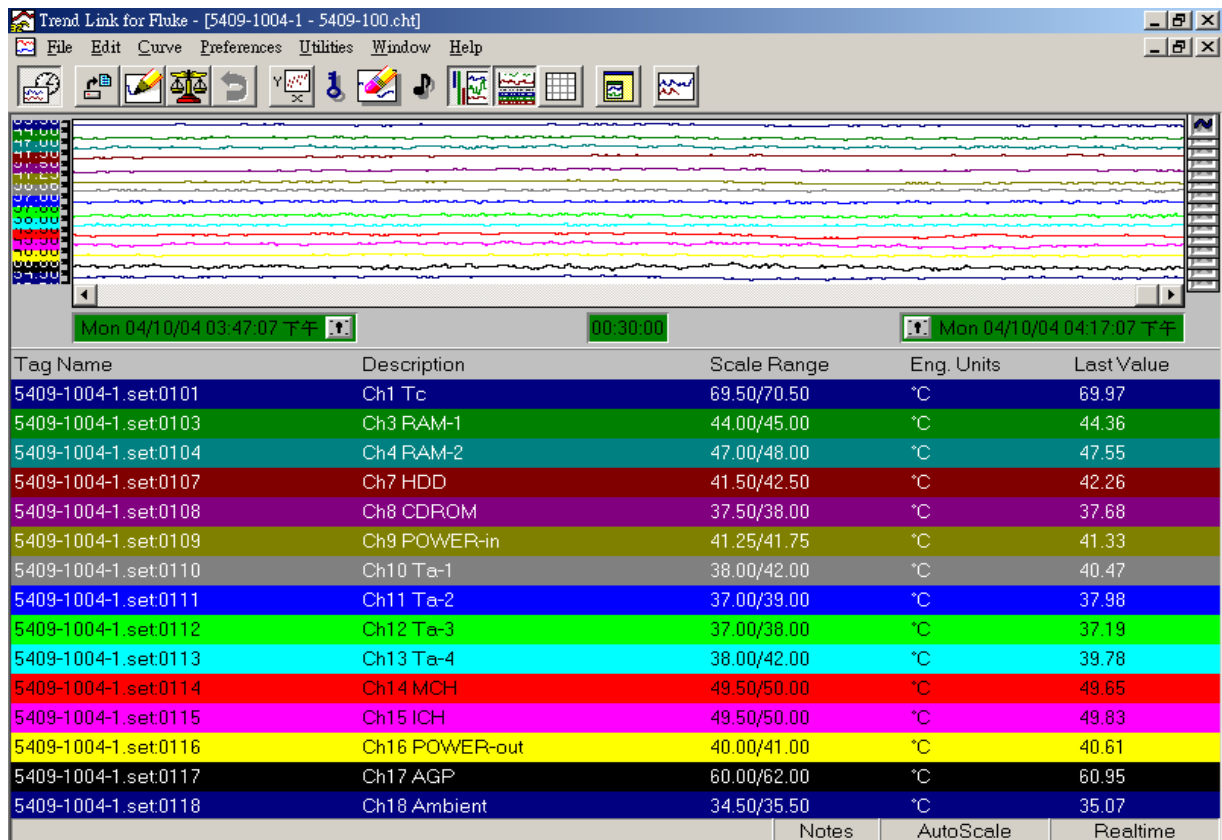 Trend Link for Fluke - [5409-1004-1 - 5409-100.cht]
File Edit Curve Preferences Utilities Window Help
Mon 04/10/04 03:47:07 下午 00:30:00 Mon 04/10/04 04:17:07 下午
Tag Name Description Scale Range Eng. Units Last Value
5409-1004-1.set:0101 Ch1 Tc 69.50/70.50 °C 69.97
5409-1004-1.set:0103 Ch3 RAM-1 44.00/45.00 °C 44.36
5409-1004-1.set:0104 Ch4 RAM-2 47.00/48.00 °C 47.55
5409-1004-1.set:0107 Ch7 HDD 41.50/42.50 °C 42.26
5409-1004-1.set:0108 Ch8 CDROM 37.50/38.00 °C 37.68
5409-1004-1.set:0109 Ch9 POWER-in 41.25/41.75 °C 41.33
5409-1004-1.set:0110 Ch10 Ta-1 38.00/42.00 °C 40.47
5409-1004-1.set:0111 Ch11 Ta-2 37.00/39.00 °C 37.98
5409-1004-1.set:0112 Ch12 Ta-3 37.00/38.00 °C 37.19
5409-1004-1.set:0113 Ch13 Ta-4 38.00/42.00 °C 39.78
5409-1004-1.set:0114 Ch14 MCH 49.50/50.00 °C 49.65
5409-1004-1.set:0115 Ch15 ICH 49.50/50.00 °C 49.83
5409-1004-1.set:0116 Ch16 POWER-out 40.00/41.00 °C 40.61
5409-1004-1.set:0117 Ch17 AGP 60.00/62.00 °C 60.95
5409-1004-1.set:0118 Ch18 Ambient 34.50/35.50 °C 35.07
Notes AutoScale Realtime